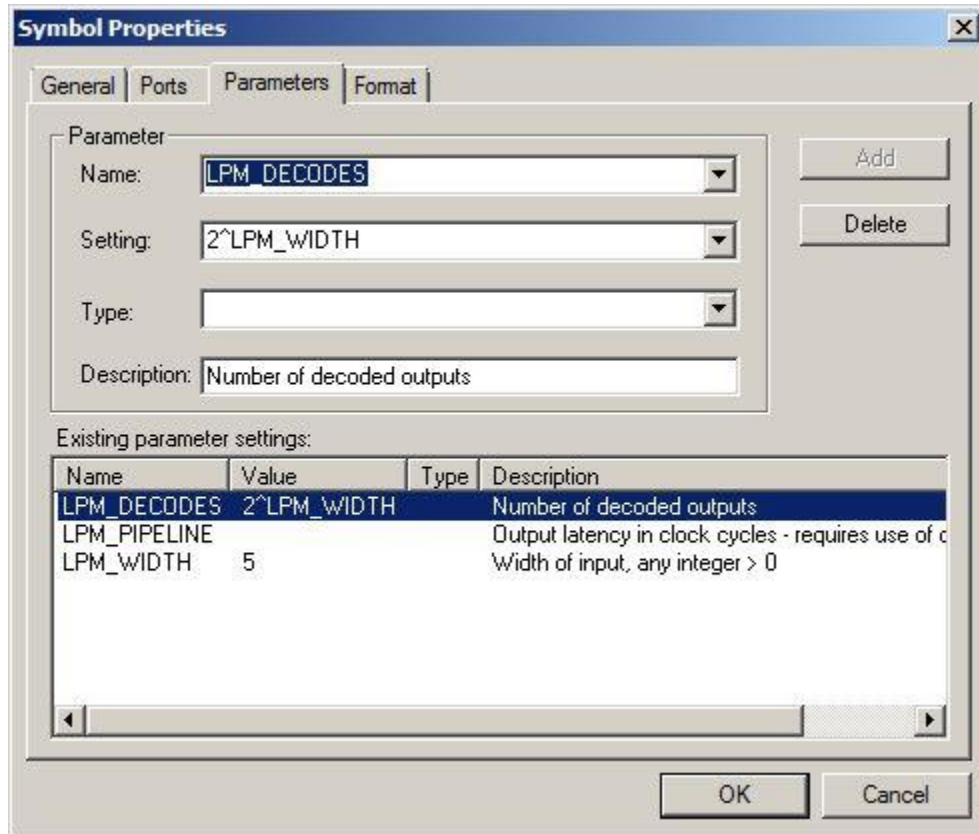 Symbol Properties
General Ports Parameters Format
Parameter
Name: LPM_DECODES
Add
Setting: 2^LPM_WIDTH
Delete
Type:
Description: Number of decoded outputs
Existing parameter settings:
Name Value Type Description
LPM_DECODES 2^LPM_WIDTH Number of decoded outputs
LPM_PIPELINE Output latency in clock cycles - requires use of
LPM_WIDTH 5 Width of input, any integer > 0
OK Cancel